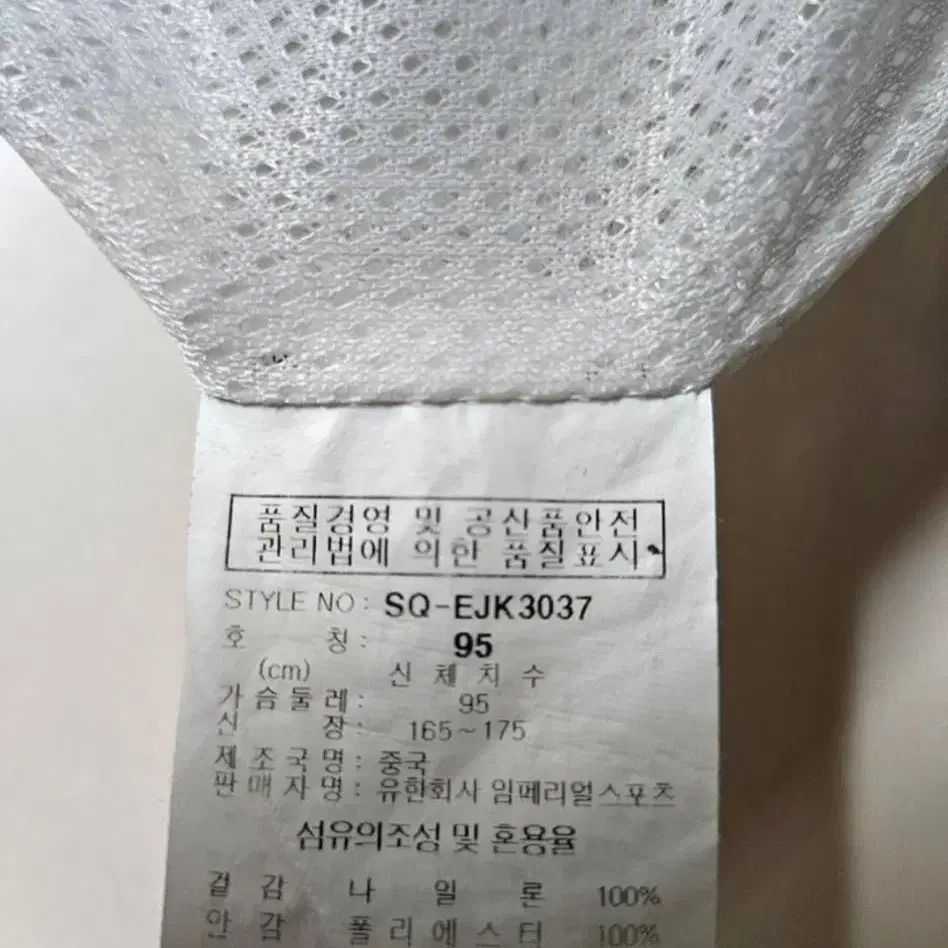 품질경영 및 공산품안전
관리법에 의한 품질표시
STYLE NO : SQ-EJK3037
호 칭 : 95
(cm) 신 체 치 수
가 슴 둘 레 : 95
신 장 : 165~175
제 조 국 명 : 중국
판 매 자 명 : 유한회사 임페리얼스포츠
섬유의조성 및 혼용율
겉 감 나 일 론 100%
안 감 폴 리 에 스 터 100%